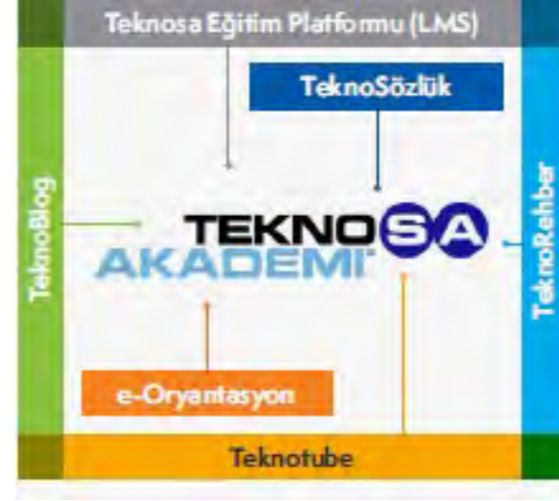 Teknosa Eğitim Platformu (LMS)
TeknoSözlük
TeknoBlog
TEKNOSA
AKADEMİ
TeknoRehber
e-Oryantasyon
Teknotube